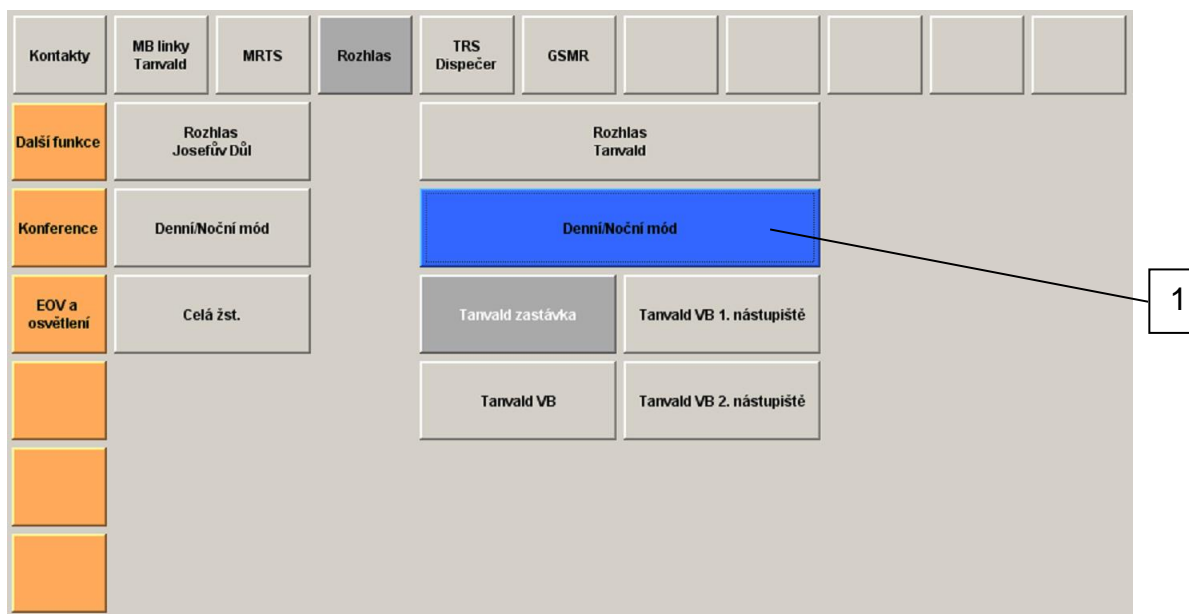 Kontakty
MB linky
Tanvald
MRTS
Rozhlas
TRS
Dispečer
GSMR
Další funkce
Rozhlas
Josefův Důl
Rozhlas
Tanvald
Konference
Denní/Noční mód
Denní/Noční mód
1
EOV a
osvětlení
Celá žst.
Tanvald zastávka
Tanvald VB 1. nástupiště
Tanvald VB
Tanvald VB 2. nástupiště